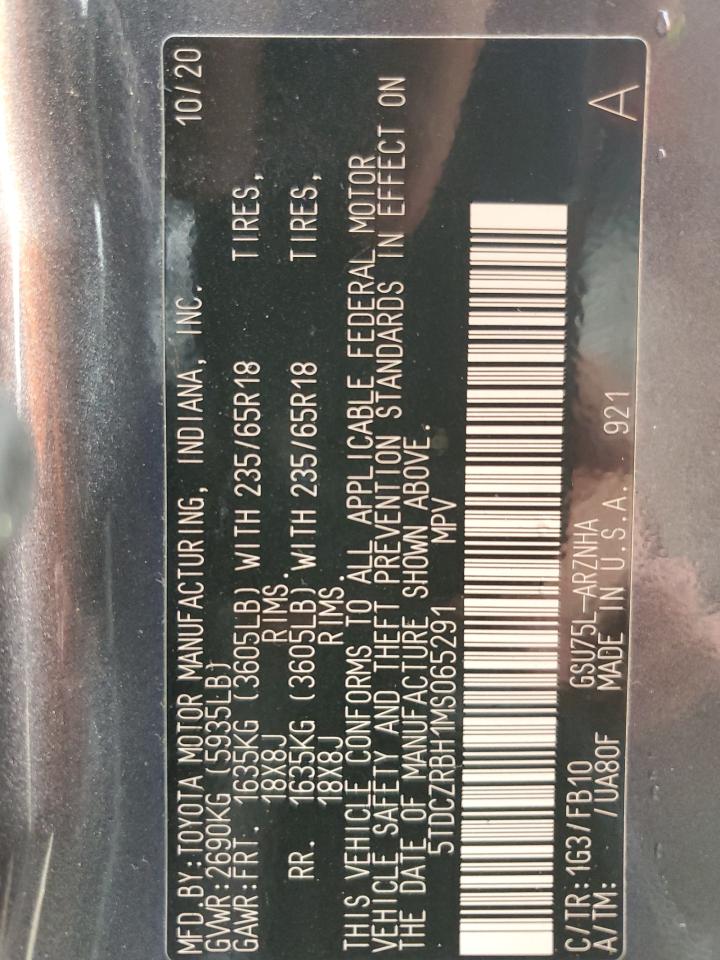 MFD.BY:TOYOTA MOTOR MANUFACTURING, INDIANA, INC. 10/20
GVWR:2690KG (5935LB)
GAWR:FRT. 1635KG (3605LB) WITH 235/65R18 TIRES,
18X8J RIMS.
RR. 1635KG (3605LB) WITH 235/65R18 TIRES,
18X8J RIMS.
THIS VEHICLE CONFORMS TO ALL APPLICABLE FEDERAL MOTOR
VEHICLE SAFETY AND THEFT PREVENTION STANDARDS IN EFFECT ON
THE DATE OF MANUFACTURE SHOWN ABOVE.
5TDCZRBH1MS065291 MPV
C/TR: 1G3/FB10 GSU75L-ARZNHA
A/TM: /UA80F MADE IN U.S.A. 921 A